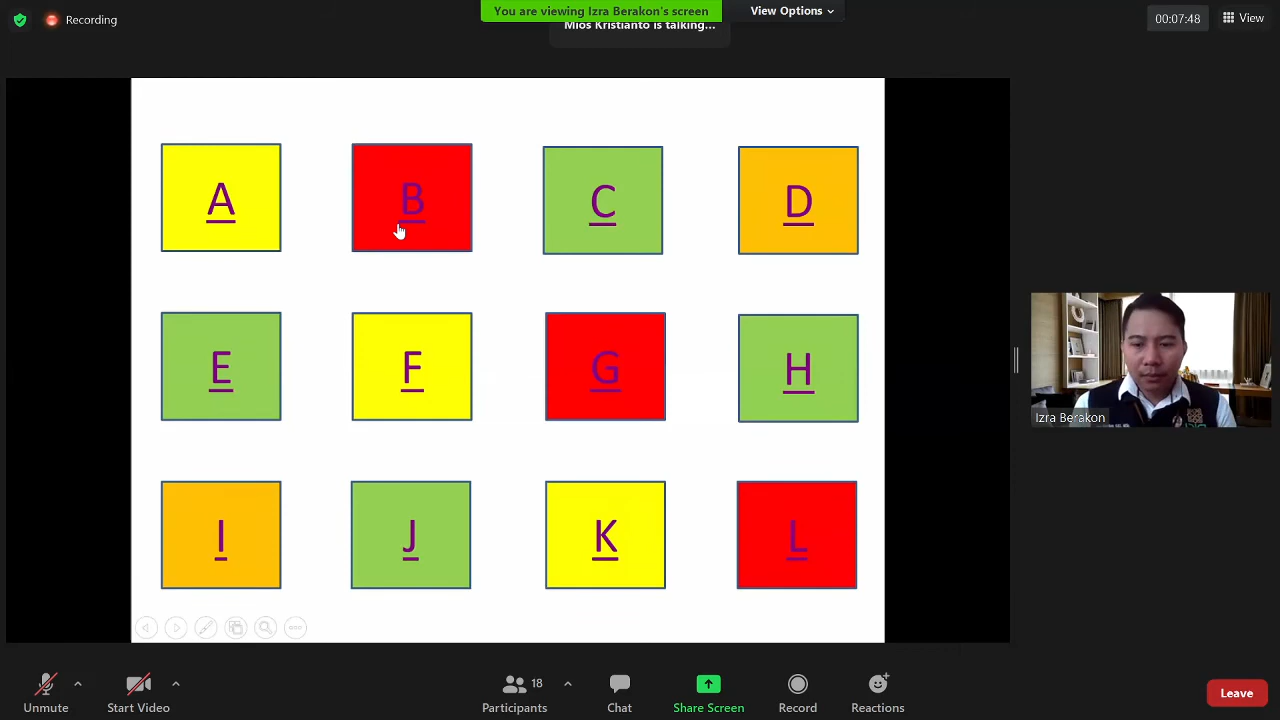 You are viewing Izra Berakon's screen
View Options
Recording
Mios Kristianto is talking...
00:07:48
View
A
B
C
D
E
F
G
H
I
J
K
L
Izra Berakon
18
Unmute
Start Video
Participants
Chat
Share Screen
Record
Reactions
Leave